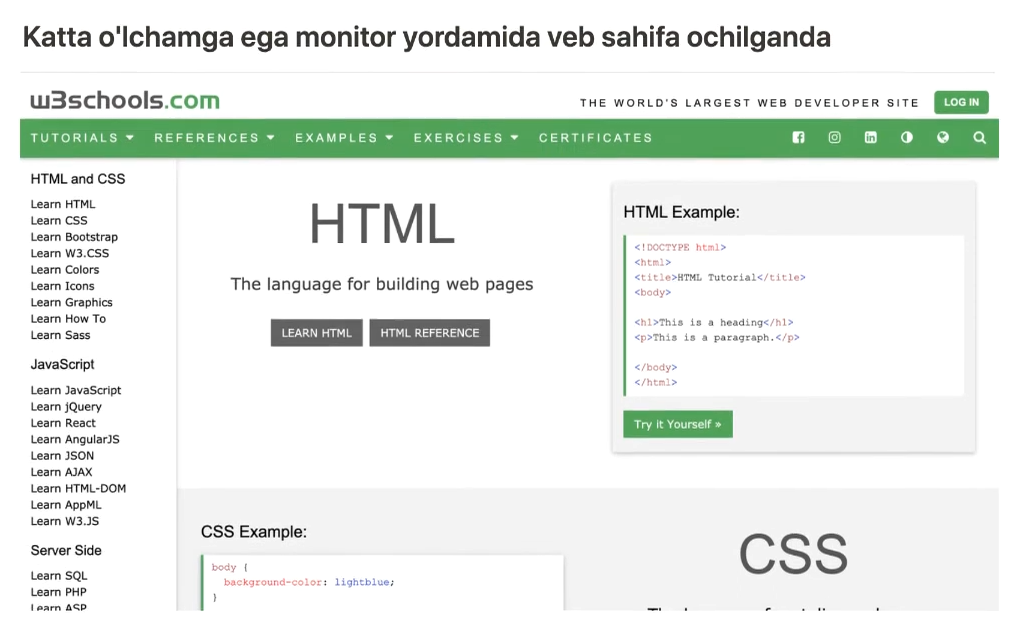 Katta o'lchamga ega monitor yordamida veb sahifa ochilganda
w3schools.com
THE WORLD'S LARGEST WEB DEVELOPER SITE
LOG IN
TUTORIALS
REFERENCES
EXAMPLES
EXERCISES
CERTIFICATES
HTML and CSS
Learn HTML
Learn CSS
Learn Bootstrap
Learn W3.CSS
Learn Colors
Learn Icons
Learn Graphics
Learn How To
Learn Sass
JavaScript
Learn JavaScript
Learn jQuery
Learn React
Learn AngularJS
Learn JSON
Learn AJAX
Learn HTML-DOM
Learn AppML
Learn W3.JS
Server Side
Learn SQL
Learn PHP
Learn ASP
HTML
The language for building web pages
LEARN HTML
HTML REFERENCE
HTML Example:
<!DOCTYPE html>
<html>
<title>HTML Tutorial</title>
<body>
<h1>This is a heading</h1>
<p>This is a paragraph.</p>
</body>
</html>
Try it Yourself »
CSS Example:
body {
background-color: lightblue;
}
CSS